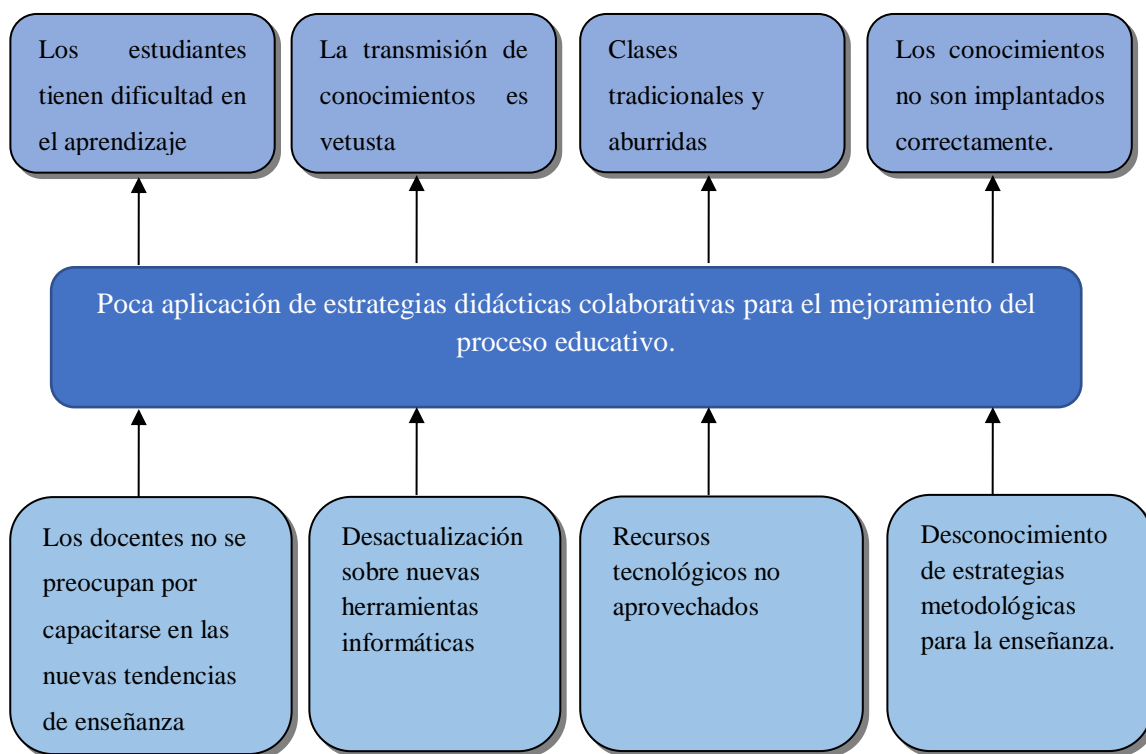 Los estudiantes
tienen dificultad en
el aprendizaje
La transmisión de
conocimientos es
vetusta
Clases
tradicionales y
aburridas
Los conocimientos
no son implantados
correctamente.
Poca aplicación de estrategias didácticas colaborativas para el mejoramiento del
proceso educativo.
Los docentes no se
preocupan por
capacitarse en las
nuevas tendencias
de enseñanza
Desactualización
sobre nuevas
herramientas
informáticas
Recursos
tecnológicos no
aprovechados
Desconocimiento
de estrategias
metodológicas
para la enseñanza.